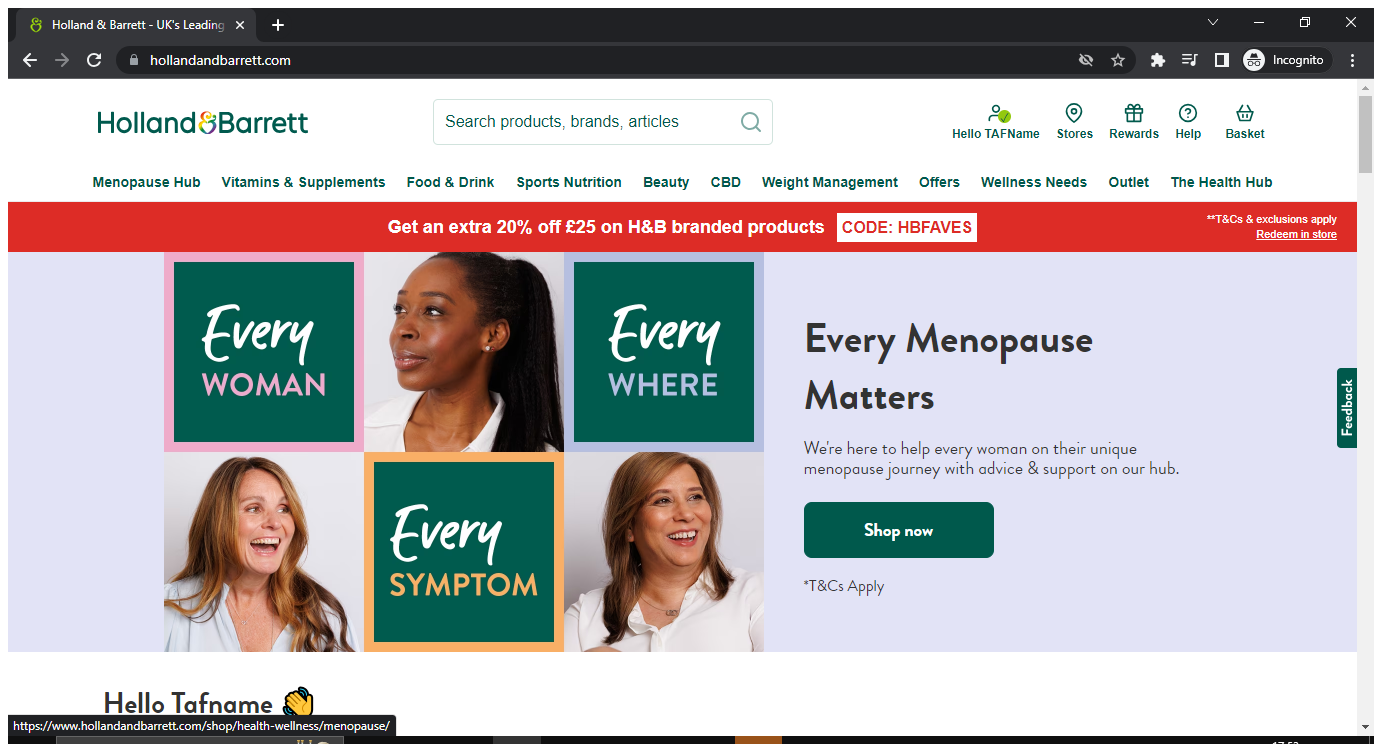 Holland & Barrett - UK's Leading
hollandandbarrett.com
Incognito
Holland&Barrett
Search products, brands, articles
Hello TAFName
Stores
Rewards
Help
Basket
Menopause Hub
Vitamins & Supplements
Food & Drink
Sports Nutrition
Beauty
CBD
Weight Management
Offers
Wellness Needs
Outlet
The Health Hub
Get an extra 20% off £25 on H&B branded products
CODE: HBFAVES
**T&Cs & exclusions apply
Redeem in store
Every
WOMAN
Every
WHERE
Every
SYMPTOM
Every Menopause
Matters
We're here to help every woman on their unique
menopause journey with advice & support on our hub.
Shop now
*T&Cs Apply
Feedback
Hello Tafname
https://www.hollandandbarrett.com/shop/health-wellness/menopause/